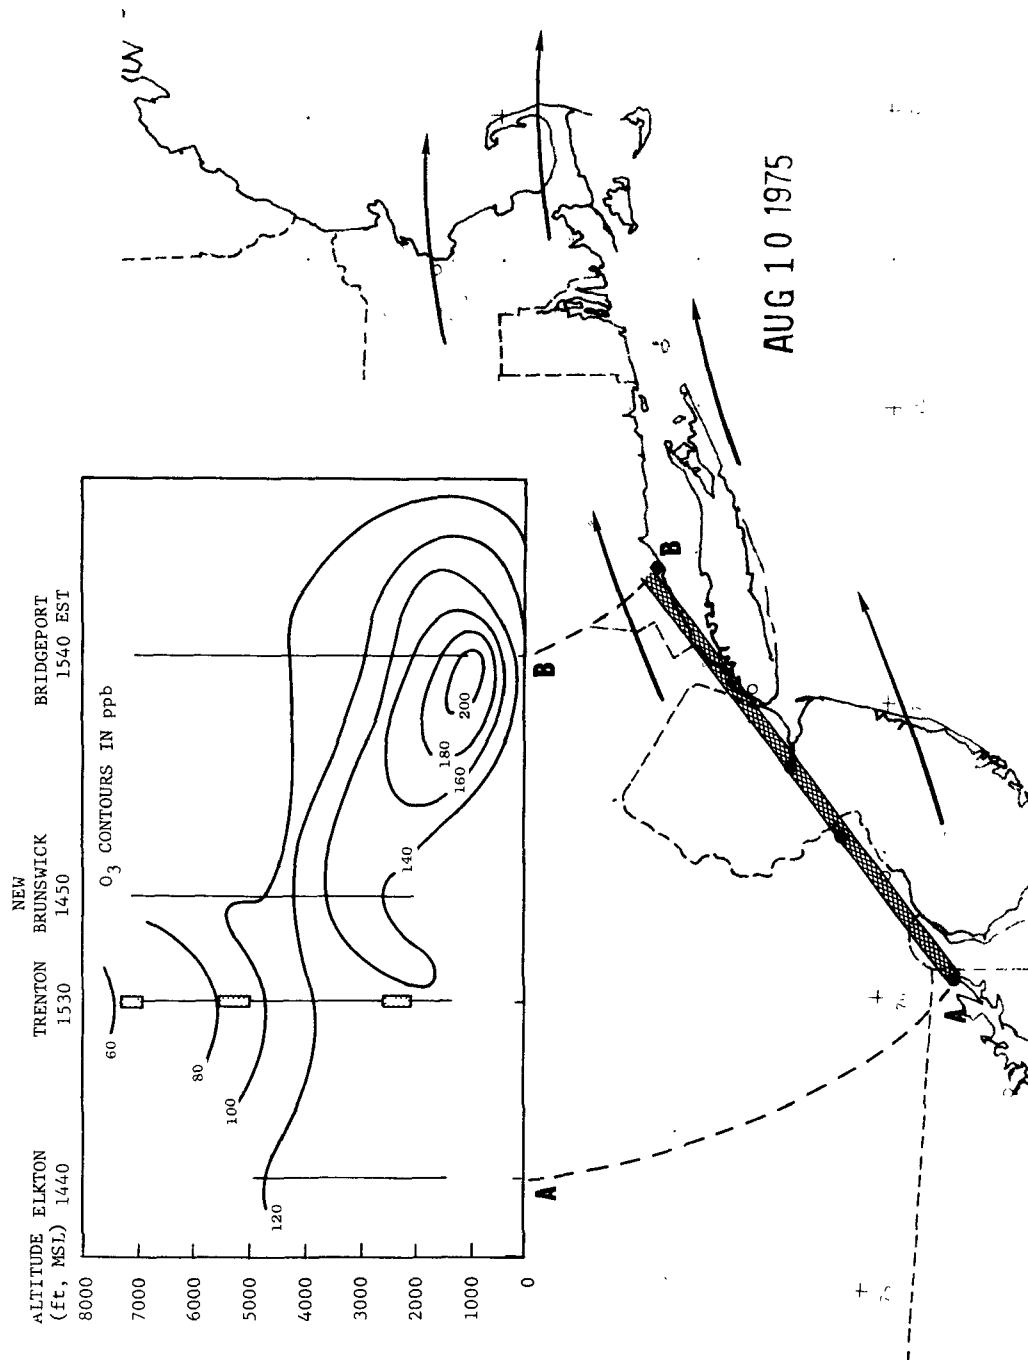 ALTITUDE ELKTON TRENTON NEW BRUNSWICK BRIDGEPORT
(ft, MSL) 1440 1530 1450 1540 EST
8000
7000
6000
5000
4000
3000
2000
1000
0
O3 CONTOURS IN ppb
60
80
100
120
140
160
180
200
A
B
A
B
AUG 10 1975